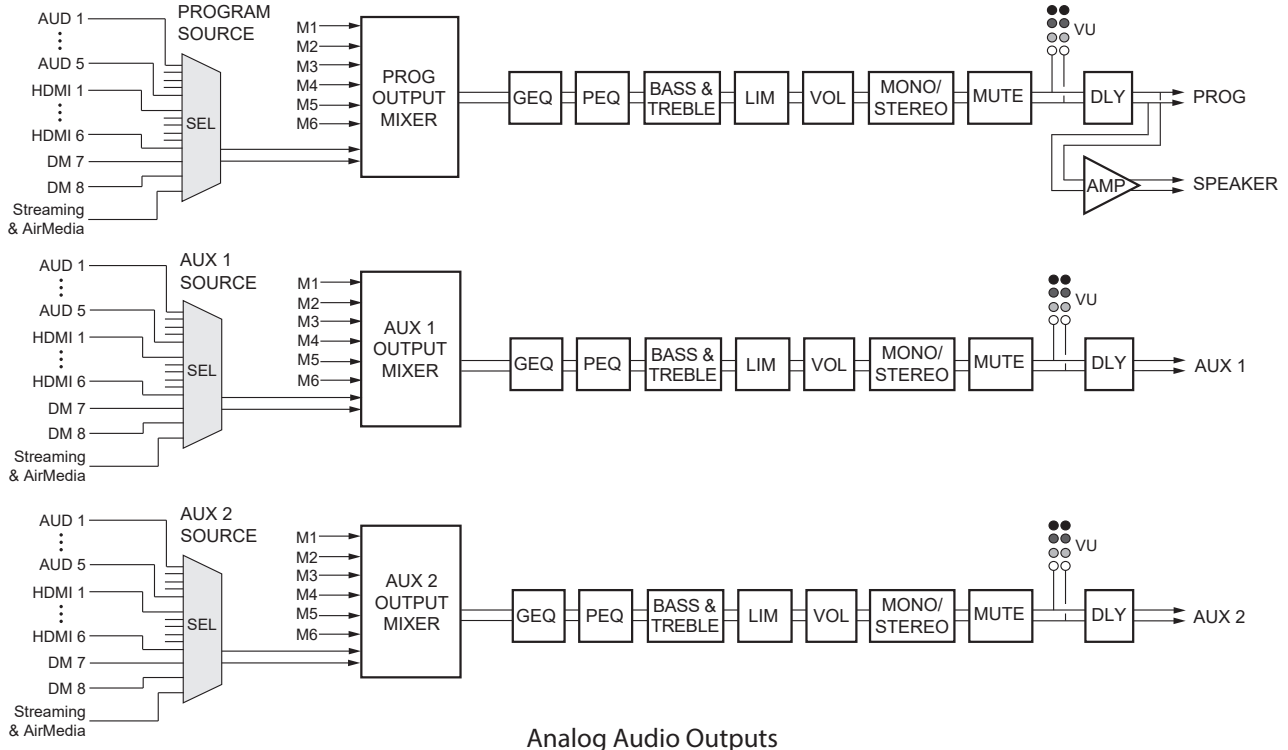 PROGRAM
SOURCE
AUD 1
AUD 5
HDMI 1
HDMI 6
DM 7
DM 8
Streaming
& AirMedia
SEL
M1
M2
M3
M4
M5
M6
PROG
OUTPUT
MIXER
GEQ
PEQ
BASS &
TREBLE
LIM
VOL
MONO/
STEREO
MUTE
VU
DLY
PROG
AMP
SPEAKER
AUX 1
SOURCE
AUD 1
AUD 5
HDMI 1
HDMI 6
DM 7
DM 8
Streaming
& AirMedia
SEL
M1
M2
M3
M4
M5
M6
AUX 1
OUTPUT
MIXER
GEQ
PEQ
BASS &
TREBLE
LIM
VOL
MONO/
STEREO
MUTE
VU
DLY
AUX 1
AUX 2
SOURCE
AUD 1
AUD 5
HDMI 1
HDMI 6
DM 7
DM 8
Streaming
& AirMedia
SEL
M1
M2
M3
M4
M5
M6
AUX 2
OUTPUT
MIXER
GEQ
PEQ
BASS &
TREBLE
LIM
VOL
MONO/
STEREO
MUTE
VU
DLY
AUX 2
Analog Audio Outputs